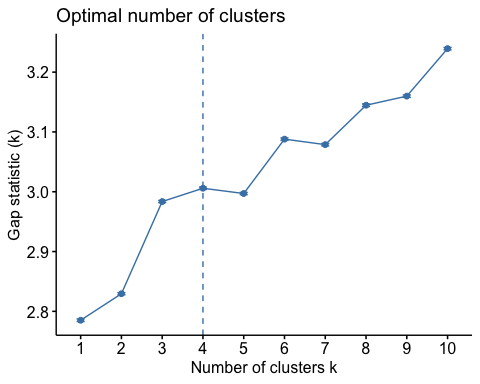 Optimal number of clusters
Gap statistic (k)
3.2
3.1
3.0
2.9
2.8
1 2 3 4 5 6 7 8 9 10
Number of clusters k